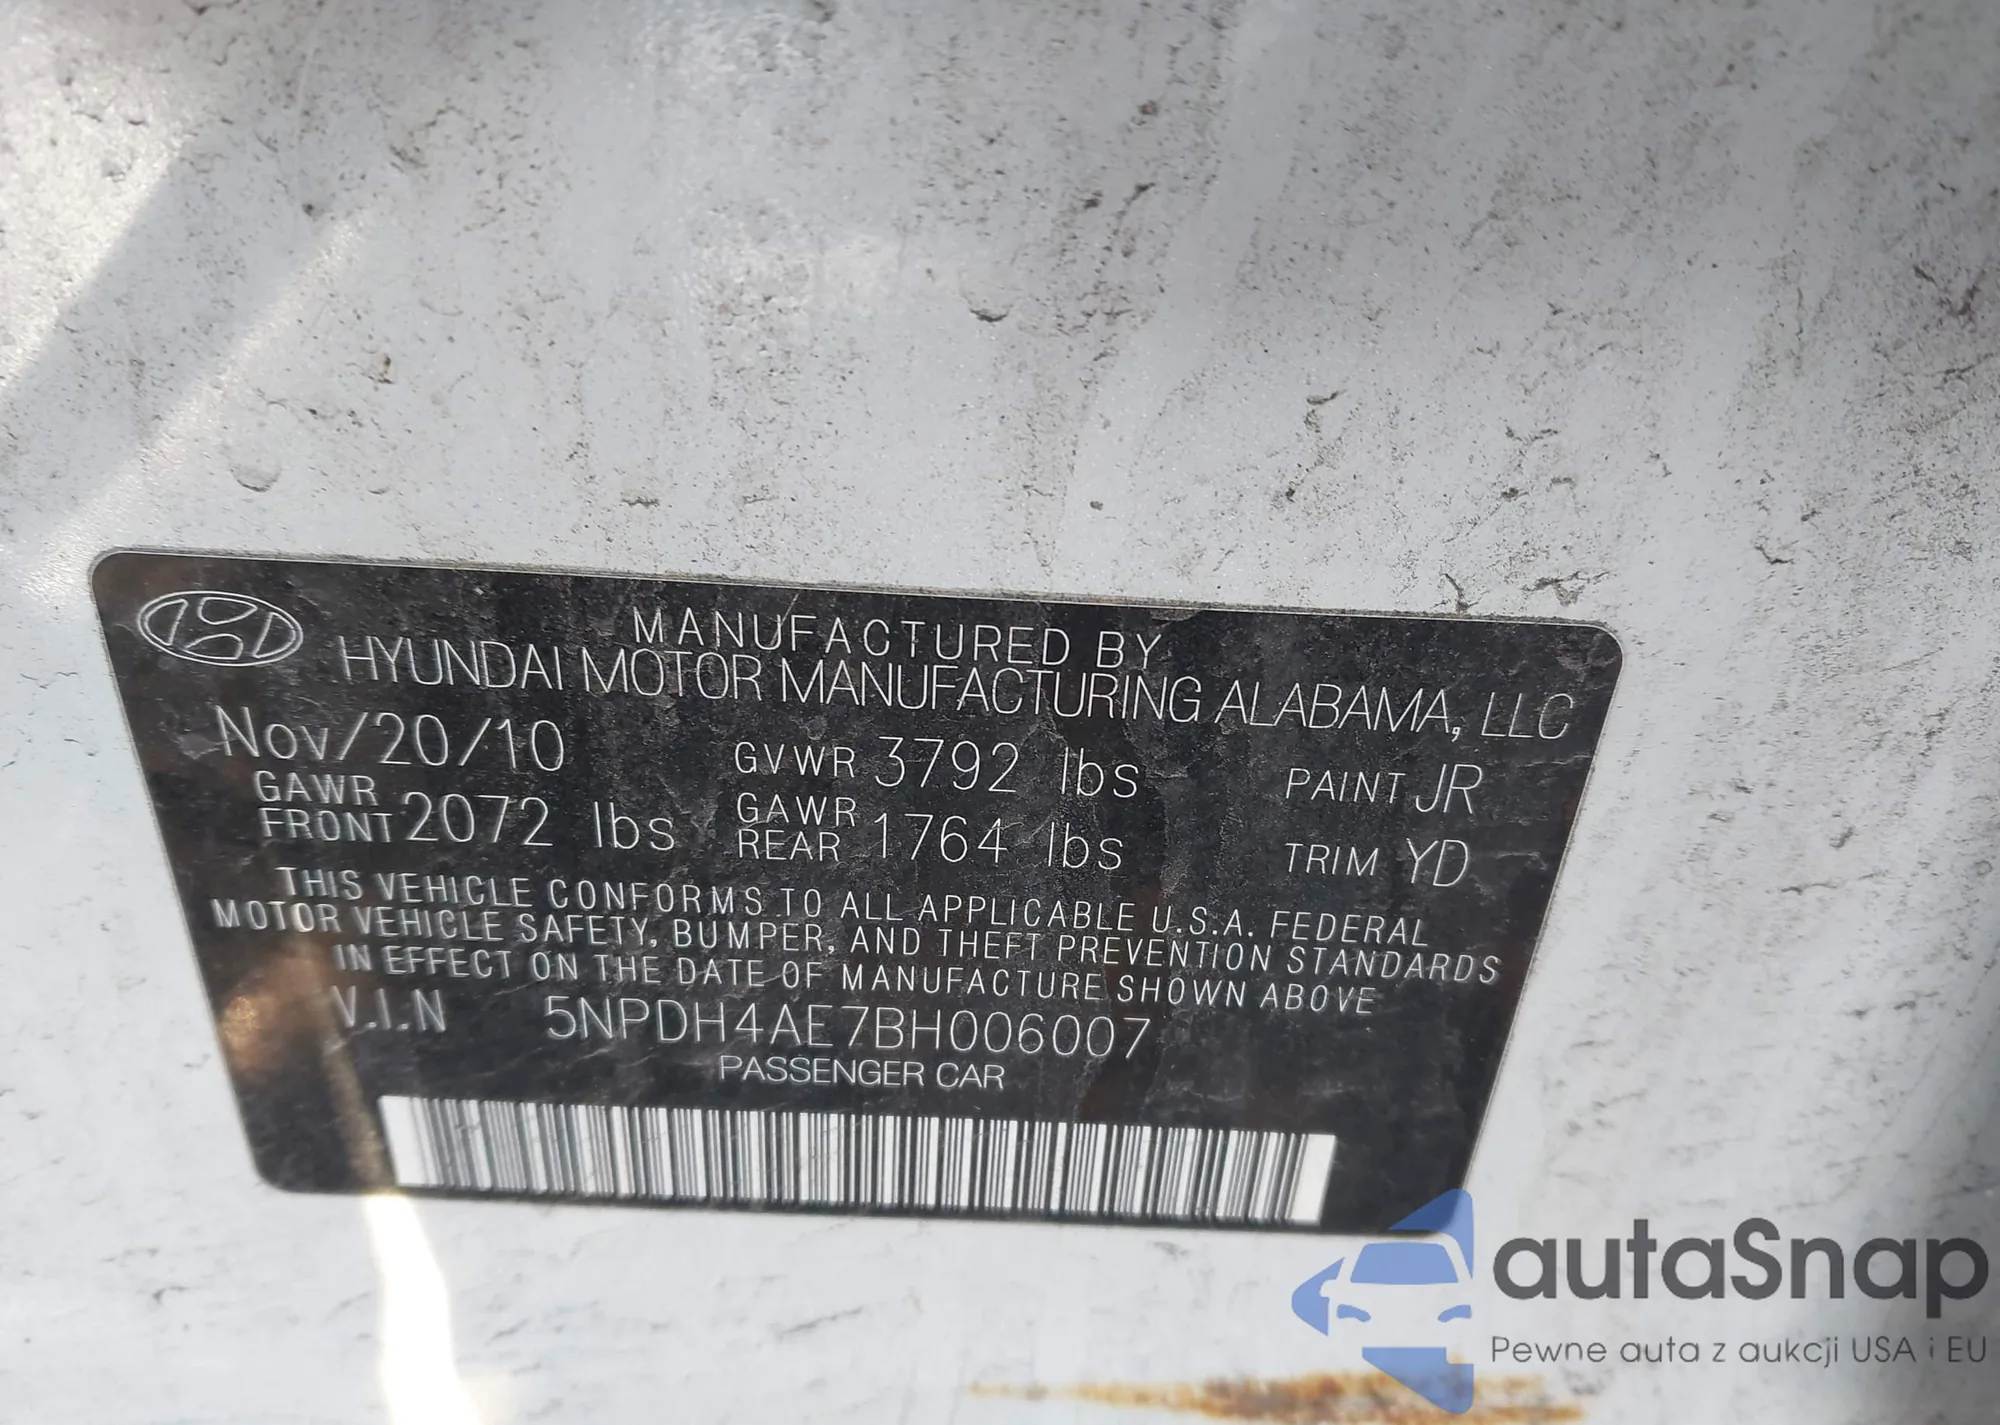 MANUFACTURED BY
HYUNDAI MOTOR MANUFACTURING ALABAMA, LLC
Nov/20/10 GVWR 3792 lbs PAINT JR
GAWR FRONT 2072 lbs GAWR REAR 1764 lbs TRIM YD
THIS VEHICLE CONFORMS TO ALL APPLICABLE U.S.A. FEDERAL
MOTOR VEHICLE SAFETY, BUMPER, AND THEFT PREVENTION STANDARDS
IN EFFECT ON THE DATE OF MANUFACTURE SHOWN ABOVE
V.I.N 5NPDH4AE7BH006007
PASSENGER CAR
autaSnap
Pewne auta z aukcji USA i EU